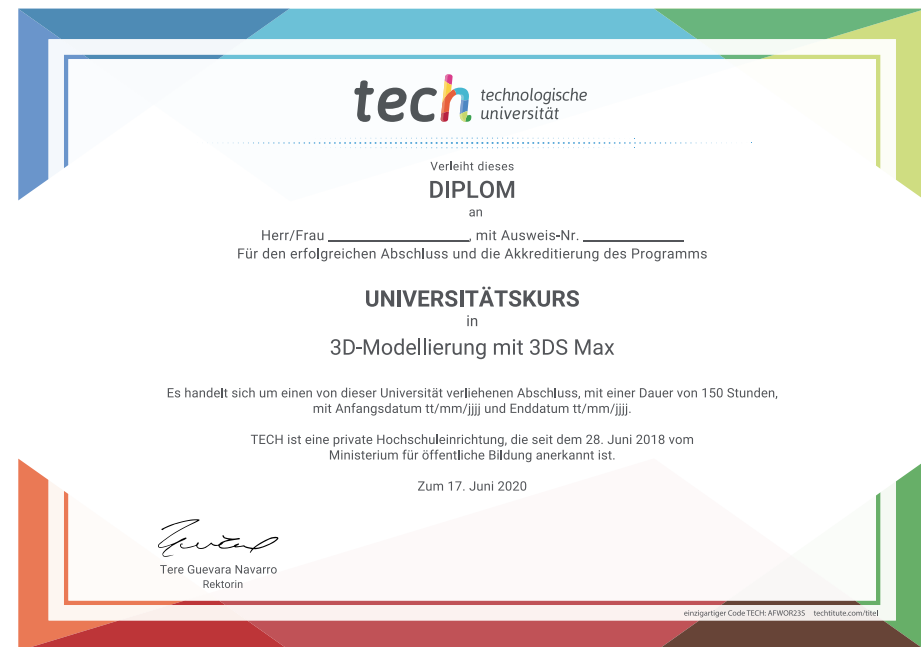 tech technologische
universität
Verleiht dieses
DIPLOM
an
Herr/Frau ____________________, mit Ausweis-Nr. ______________
Für den erfolgreichen Abschluss und die Akkreditierung des Programms
UNIVERSITÄTSKURS
in
3D-Modellierung mit 3DS Max
Es handelt sich um einen von dieser Universität verliehenen Abschluss, mit einer Dauer von 150 Stunden,
mit Anfangsdatum tt/mm/jjjj und Enddatum tt/mm/jjjj.
TECH ist eine private Hochschuleinrichtung, die seit dem 28. Juni 2018 vom
Ministerium für öffentliche Bildung anerkannt ist.
Zum 17. Juni 2020
Tere Guevara Navarro
Rektorin
einzigartiger Code TECH: AFWOR235 techtitute.com/titel